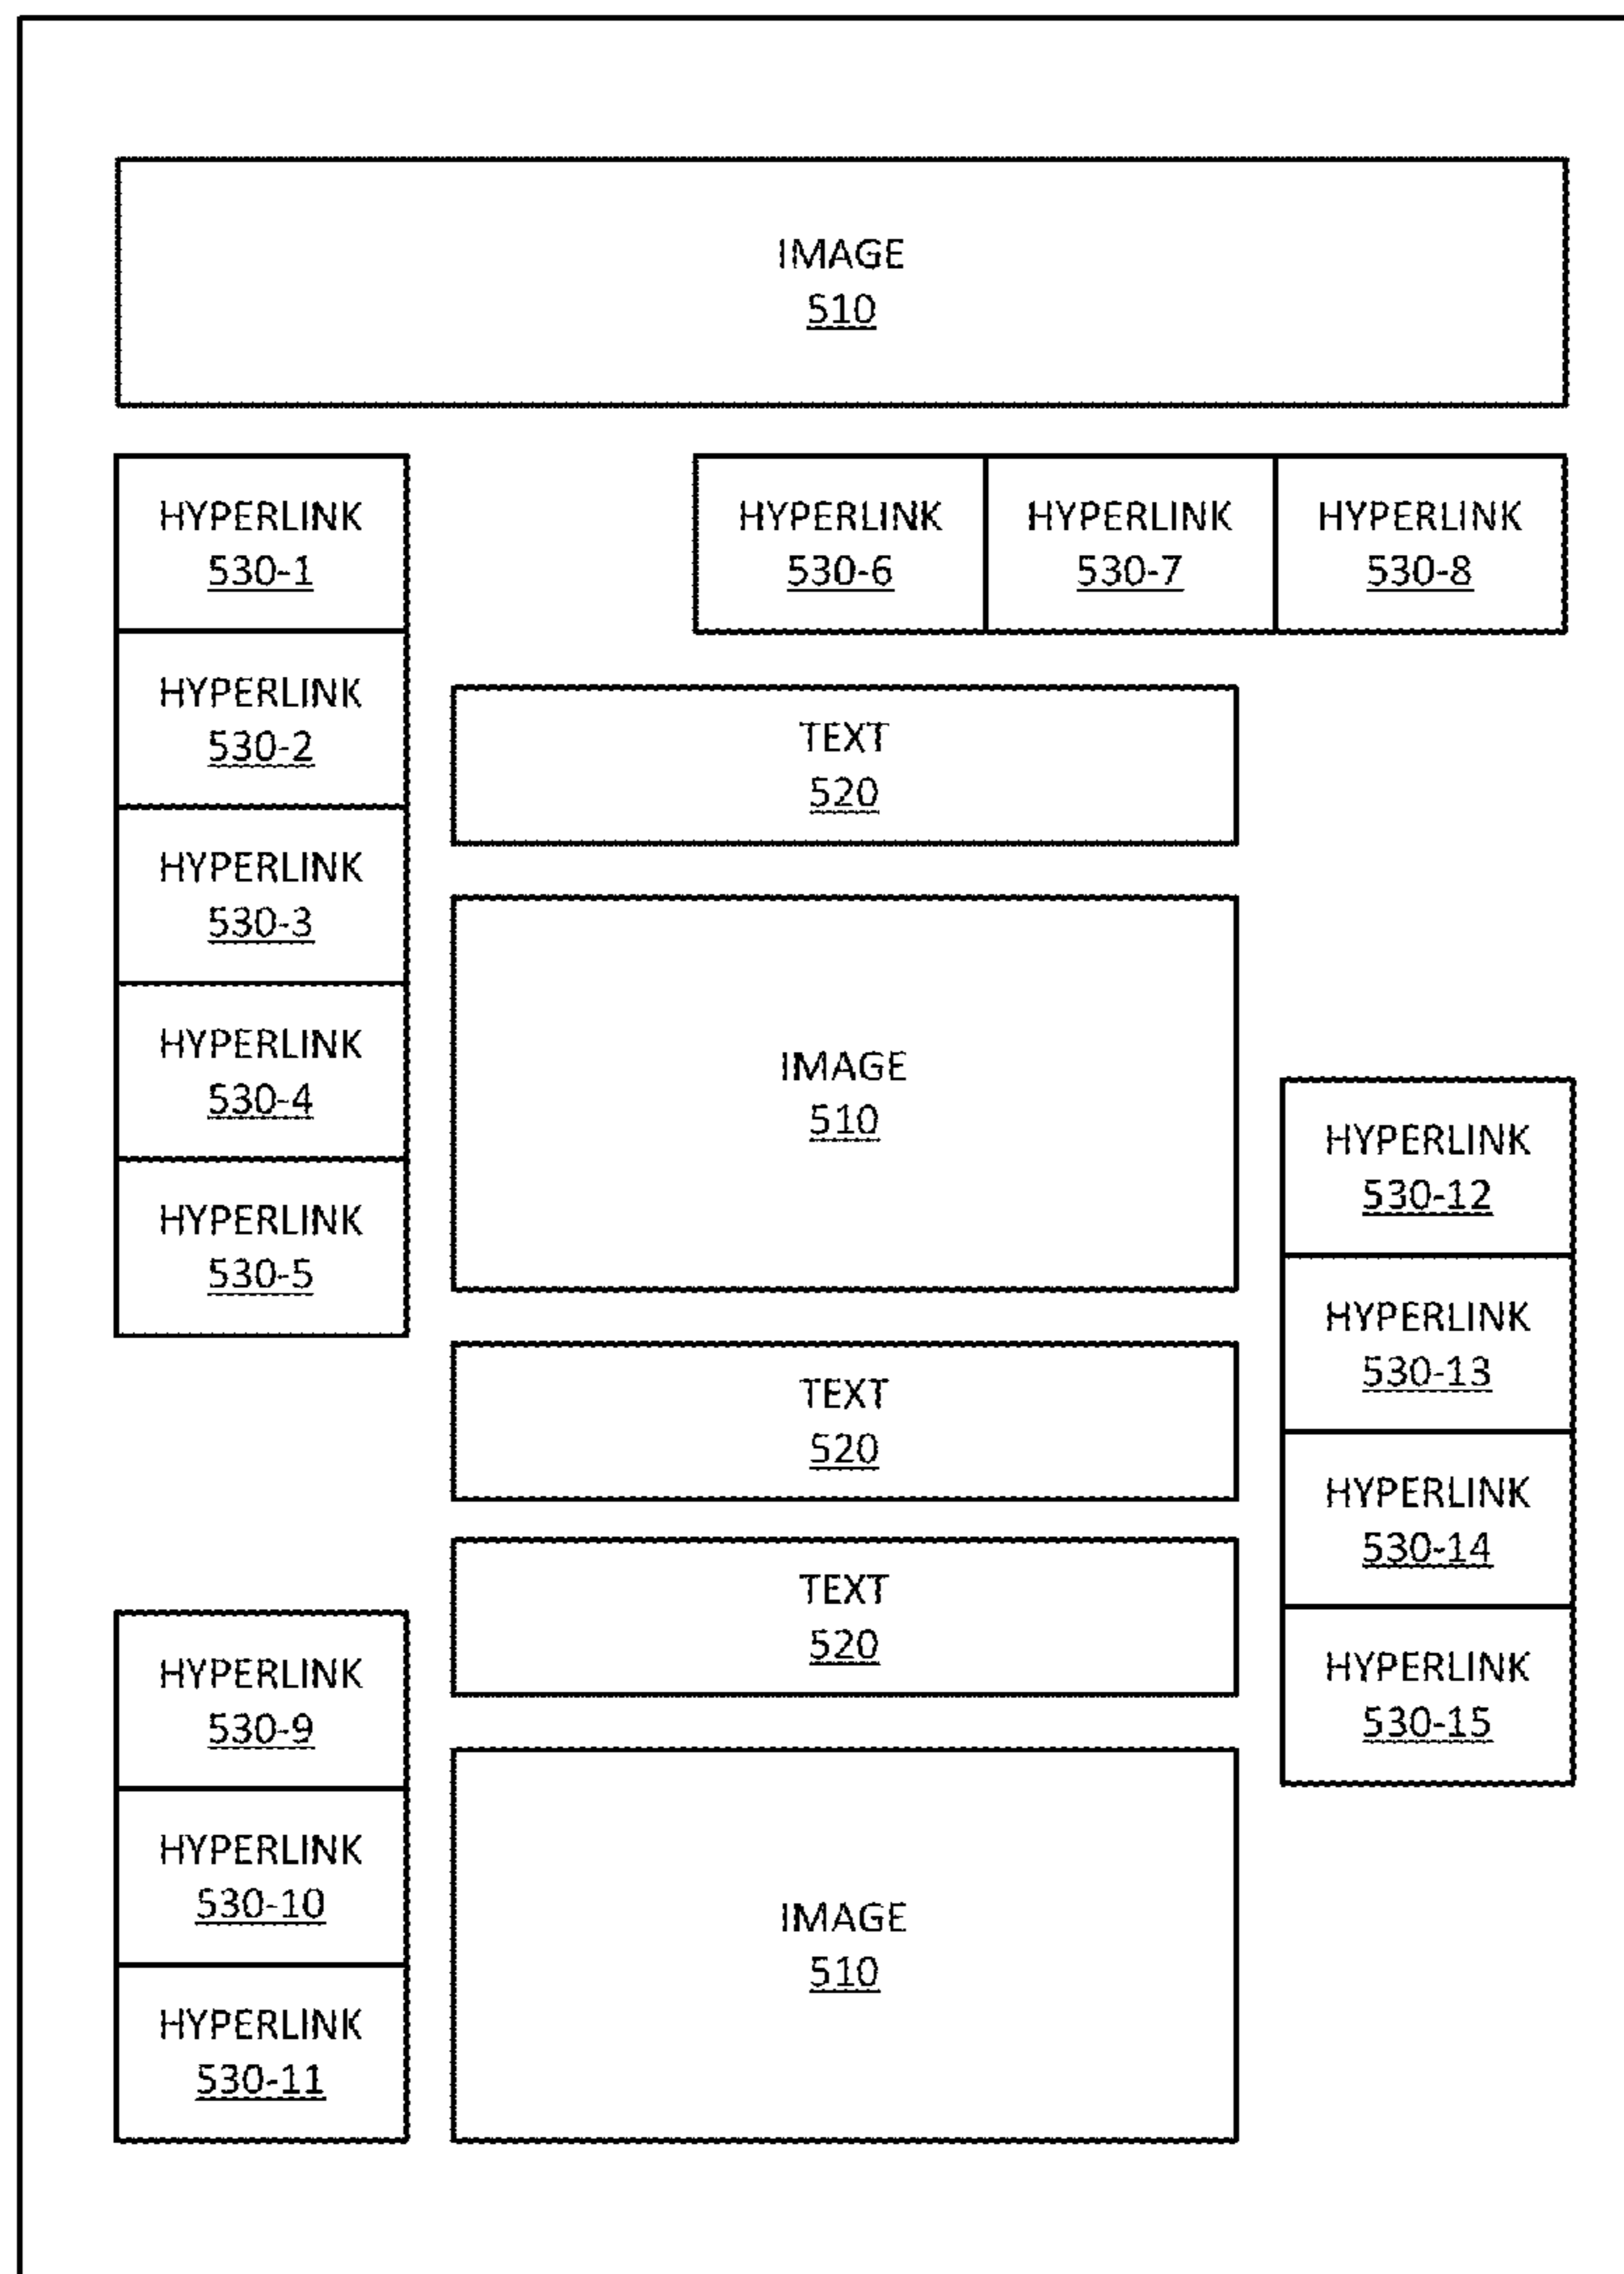 IMAGE
510
HYPERLINK
530-1
HYPERLINK
530-2
HYPERLINK
530-3
HYPERLINK
530-4
HYPERLINK
530-5
HYPERLINK
530-6
HYPERLINK
530-7
HYPERLINK
530-8
TEXT
520
IMAGE
510
TEXT
520
TEXT
520
IMAGE
510
HYPERLINK
530-9
HYPERLINK
530-10
HYPERLINK
530-11
HYPERLINK
530-12
HYPERLINK
530-13
HYPERLINK
530-14
HYPERLINK
530-15